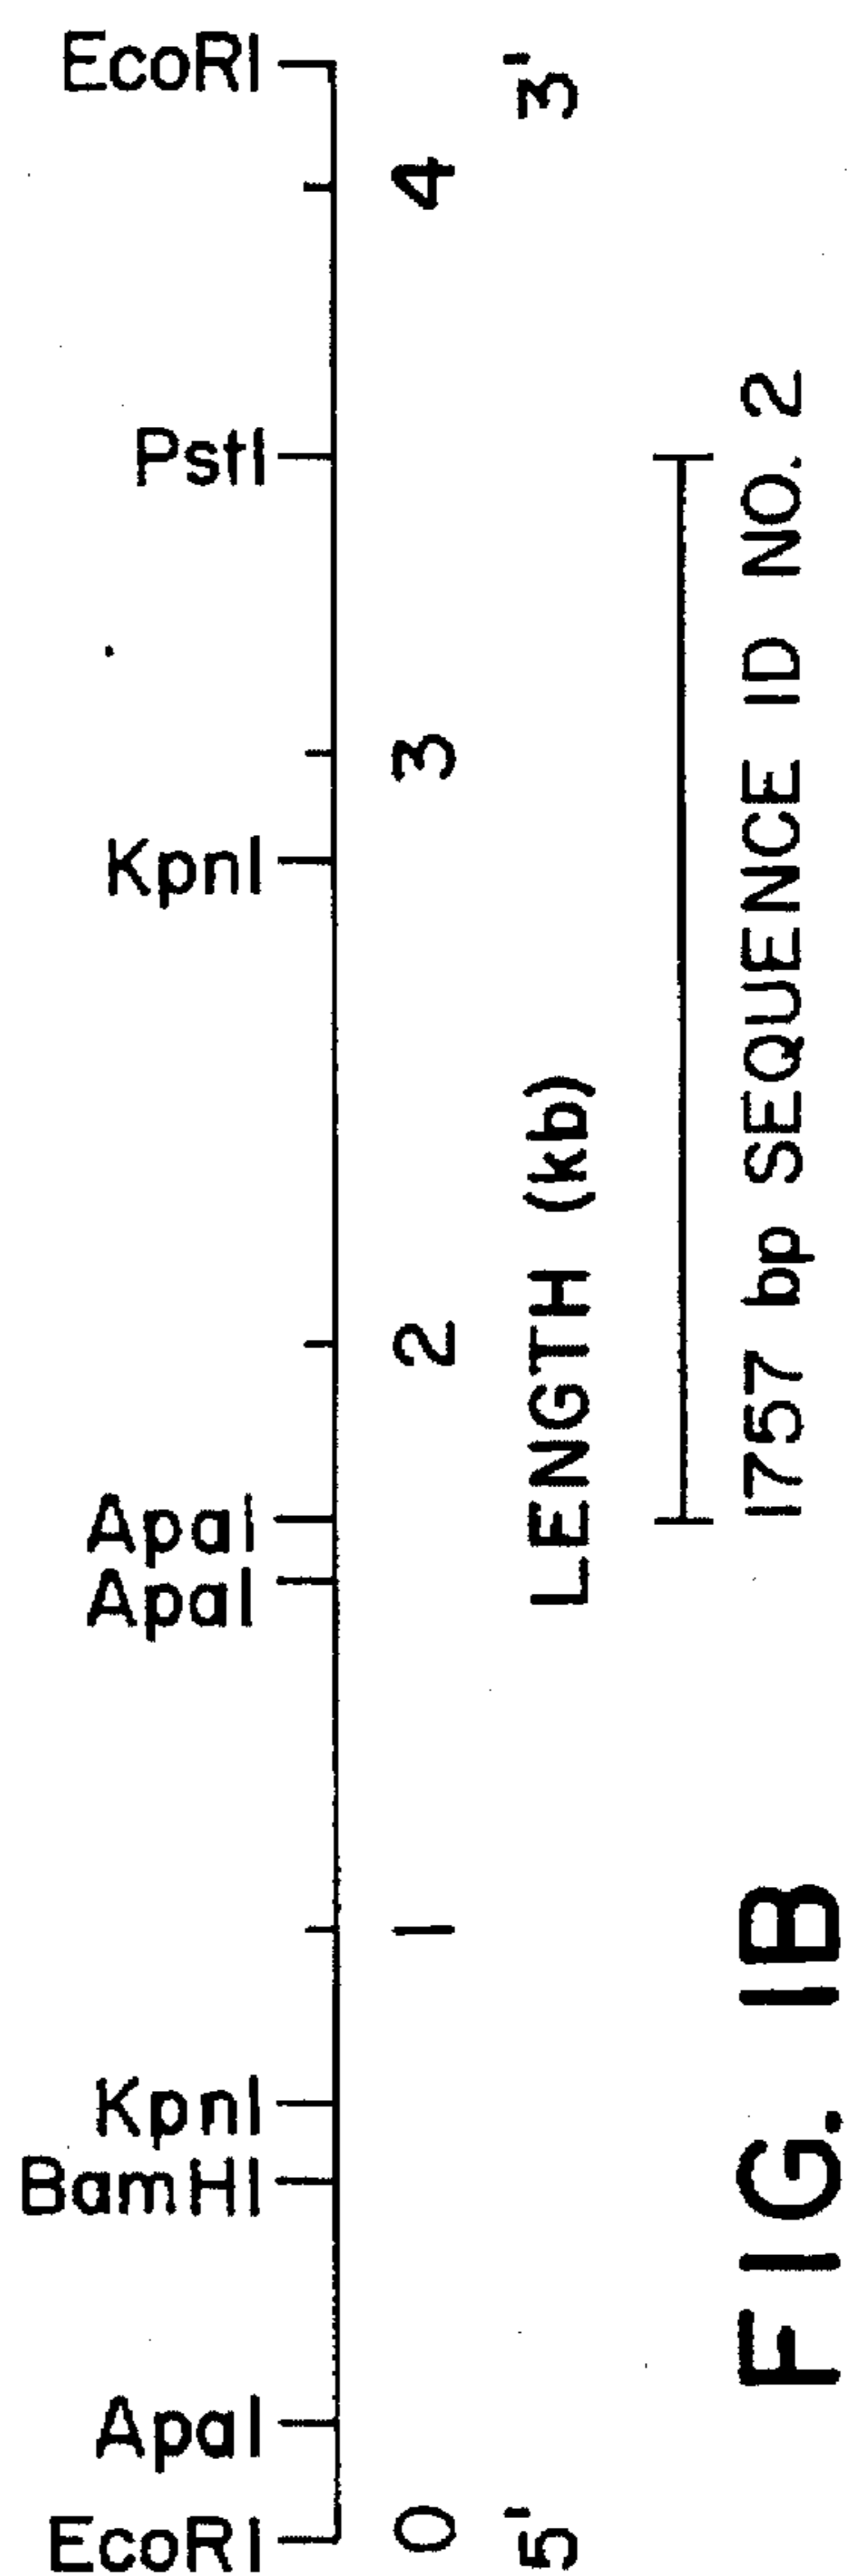 EcoRI
PstI
KpnI
ApaI
ApaI
KpnI
BamHI
ApaI
EcoRI
4
3
2
1
0
3'
LENGTH (kb)
5'
1757 bp SEQUENCE ID NO. 2
FIG. 1B